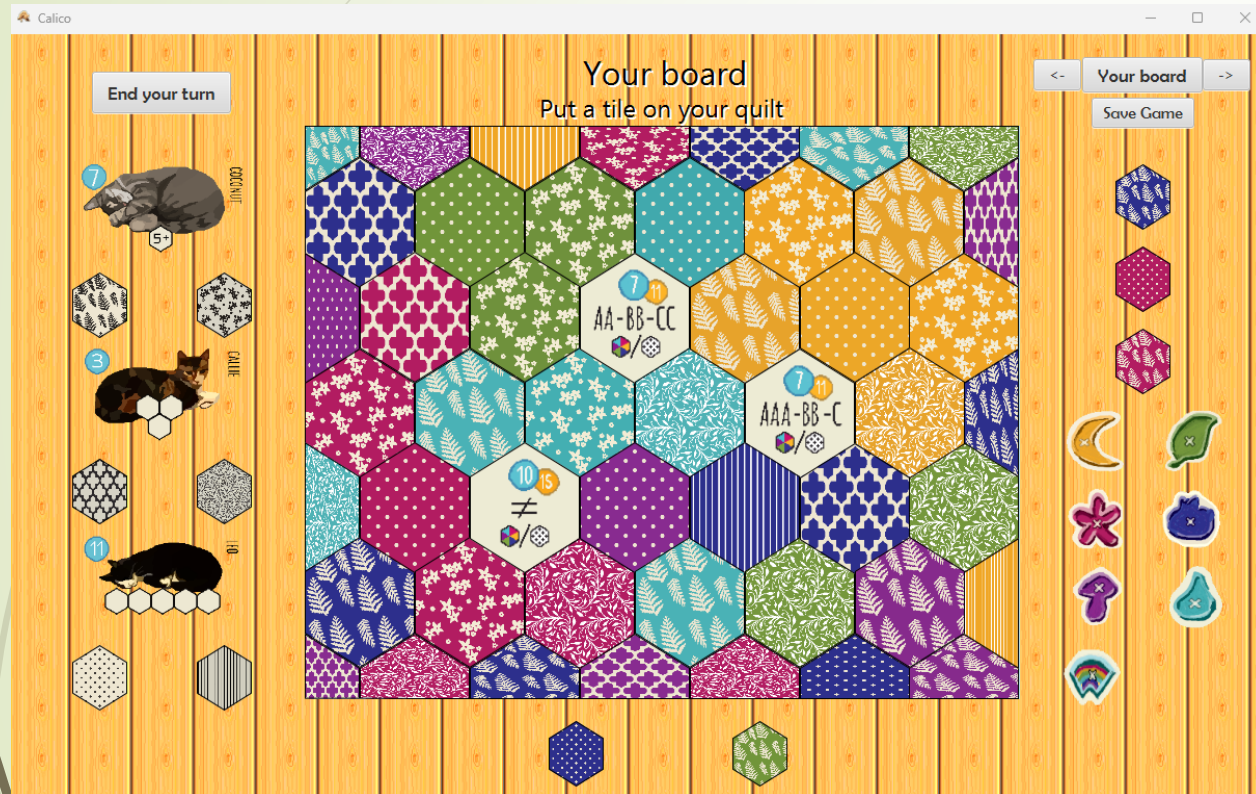 Calico
Your board
Put a tile on your quilt
End your turn
<-
Your board
->
Save Game
7
COCONUT
5+
3
CALLIE
11
LEO
7
11
AA-BB-CC
/
7
11
AAA-BB-C
/
10
15
≠
/